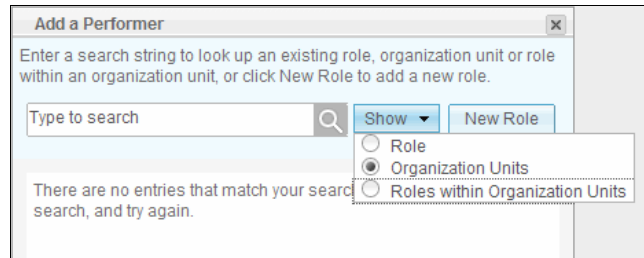 Add a Performer
Enter a search string to look up an existing role, organization unit or role
within an organization unit, or click New Role to add a new role.
Type to search
Show
New Role
Role
Organization Units
Roles within Organization Units
There are no entries that match your searc
search, and try again.